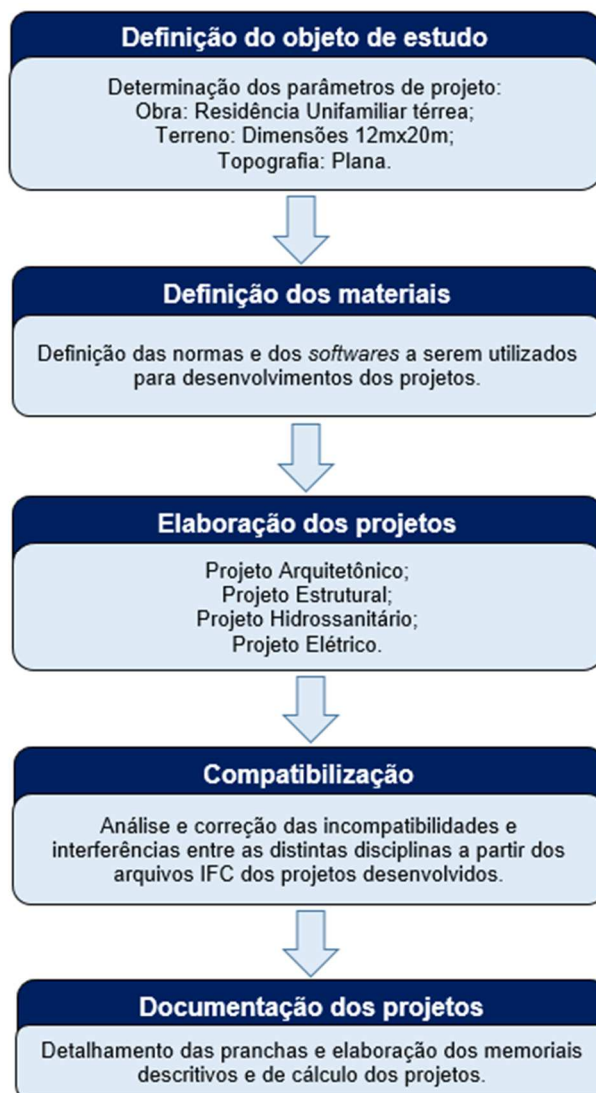 Definição do objeto de estudo
Determinação dos parâmetros de projeto:
Obra: Residência Unifamiliar térrea;
Terreno: Dimensões 12mx20m;
Topografia: Plana.
Definição dos materiais
Definição das normas e dos softwares a serem utilizados
para desenvolvimentos dos projetos.
Elaboração dos projetos
Projeto Arquitetônico;
Projeto Estrutural;
Projeto Hidrossanitário;
Projeto Elétrico.
Compatibilização
Análise e correção das incompatibilidades e
interferências entre as distintas disciplinas a partir dos
arquivos IFC dos projetos desenvolvidos.
Documentação dos projetos
Detalhamento das pranchas e elaboração dos memoriais
descritivos e de cálculo dos projetos.